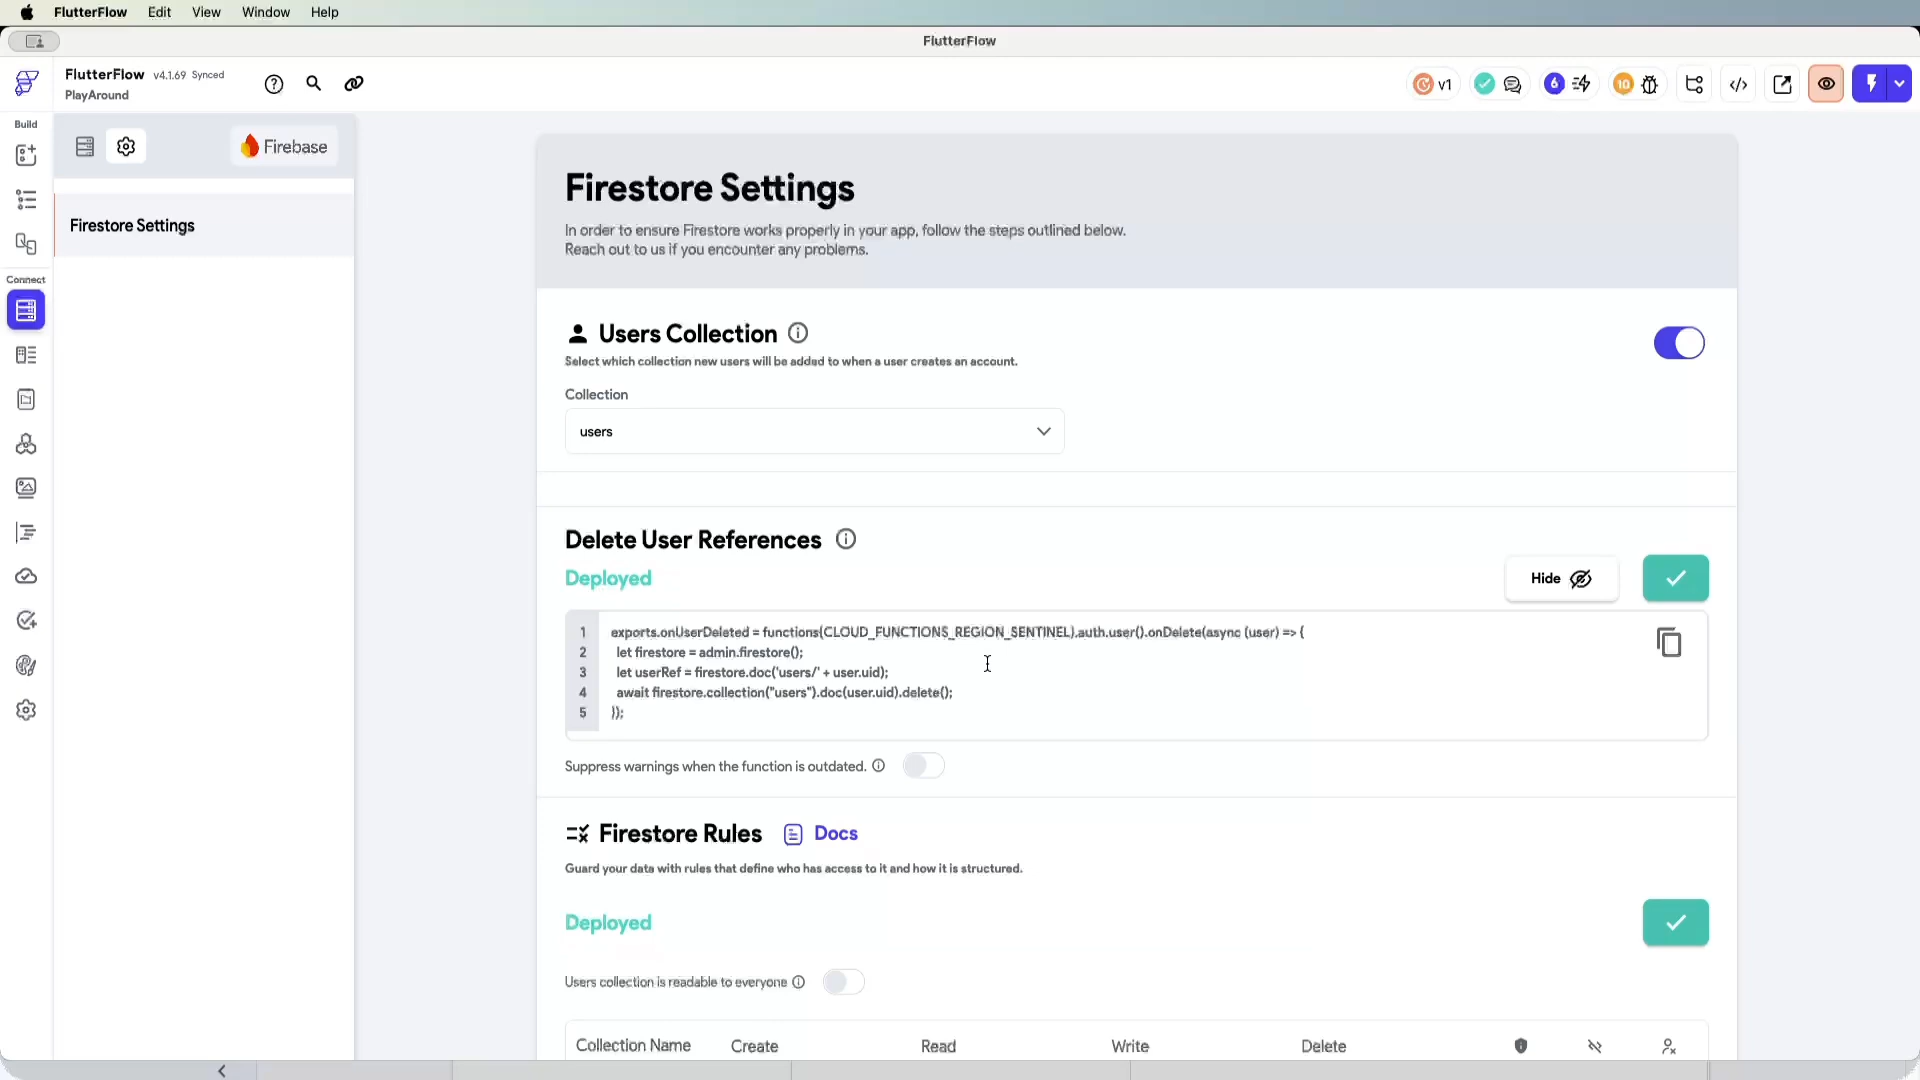 FlutterFlow Edit View Window Help
FlutterFlow
FlutterFlow v4.1.69 Synced
PlayAround
v1
6
10
Build
Firebase
Firestore Settings
Connect
Firestore Settings
In order to ensure Firestore works properly in your app, follow the steps outlined below.
Reach out to us if you encounter any problems.
Users Collection
Select which collection new users will be added to when a user creates an account.
Collection
users
Delete User References
Deployed
Hide
1 exports.onUserDeleted = functions(CLOUD_FUNCTIONS_REGION_SENTINEL).auth.user().onDelete(async (user) => {
2 let firestore = admin.firestore();
3 let userRef = firestore.doc('users/' + user.uid);
4 await firestore.collection("users").doc(user.uid).delete();
5 });
Suppress warnings when the function is outdated.
Firestore Rules Docs
Guard your data with rules that define who has access to it and how it is structured.
Deployed
Users collection is readable to everyone
Collection Name Create Read Write Delete